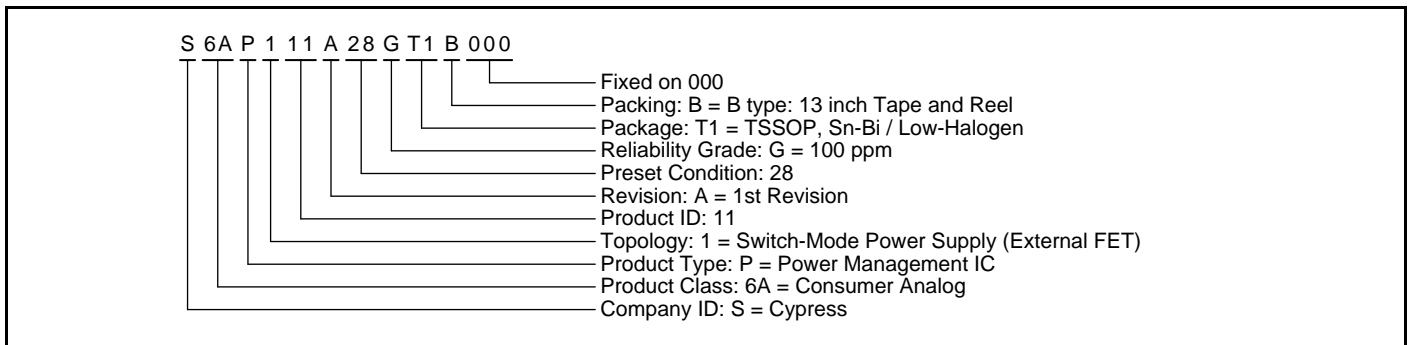 S 6A P 1 11 A 28 G T1 B 000
Fixed on 000
Packing: B = B type: 13 inch Tape and Reel
Package: T1 = TSSOP, Sn-Bi / Low-Halogen
Reliability Grade: G = 100 ppm
Preset Condition: 28
Revision: A = 1st Revision
Product ID: 11
Topology: 1 = Switch-Mode Power Supply (External FET)
Product Type: P = Power Management IC
Product Class: 6A = Consumer Analog
Company ID: S = Cypress